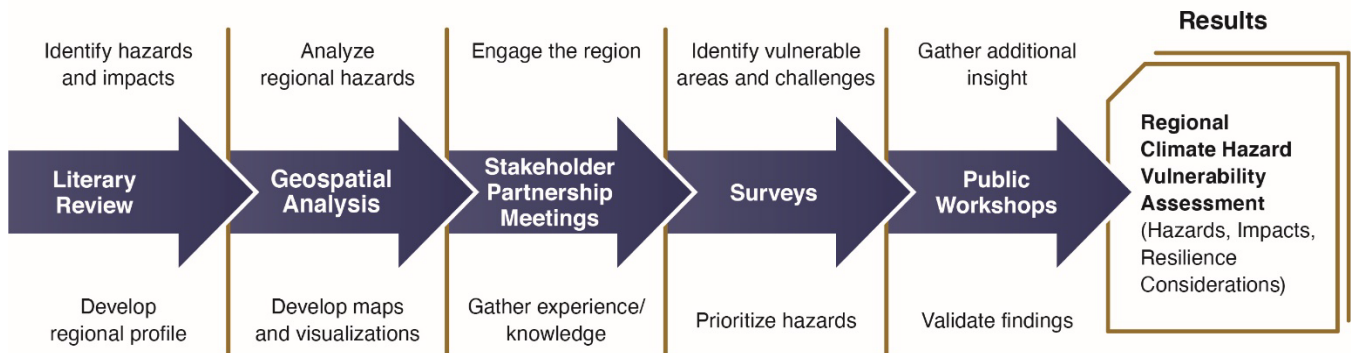 Identify hazards
and impacts
Literary
Review
Develop
regional profile
Analyze
regional hazards
Geospatial
Analysis
Develop maps
and visualizations
Engage the region
Stakeholder
Partnership
Meetings
Gather experience/
knowledge
Identify vulnerable
areas and challenges
Surveys
Prioritize hazards
Gather additional
insight
Public
Workshops
Validate findings
Results
Regional
Climate Hazard
Vulnerability
Assessment
(Hazards, Impacts,
Resilience
Considerations)